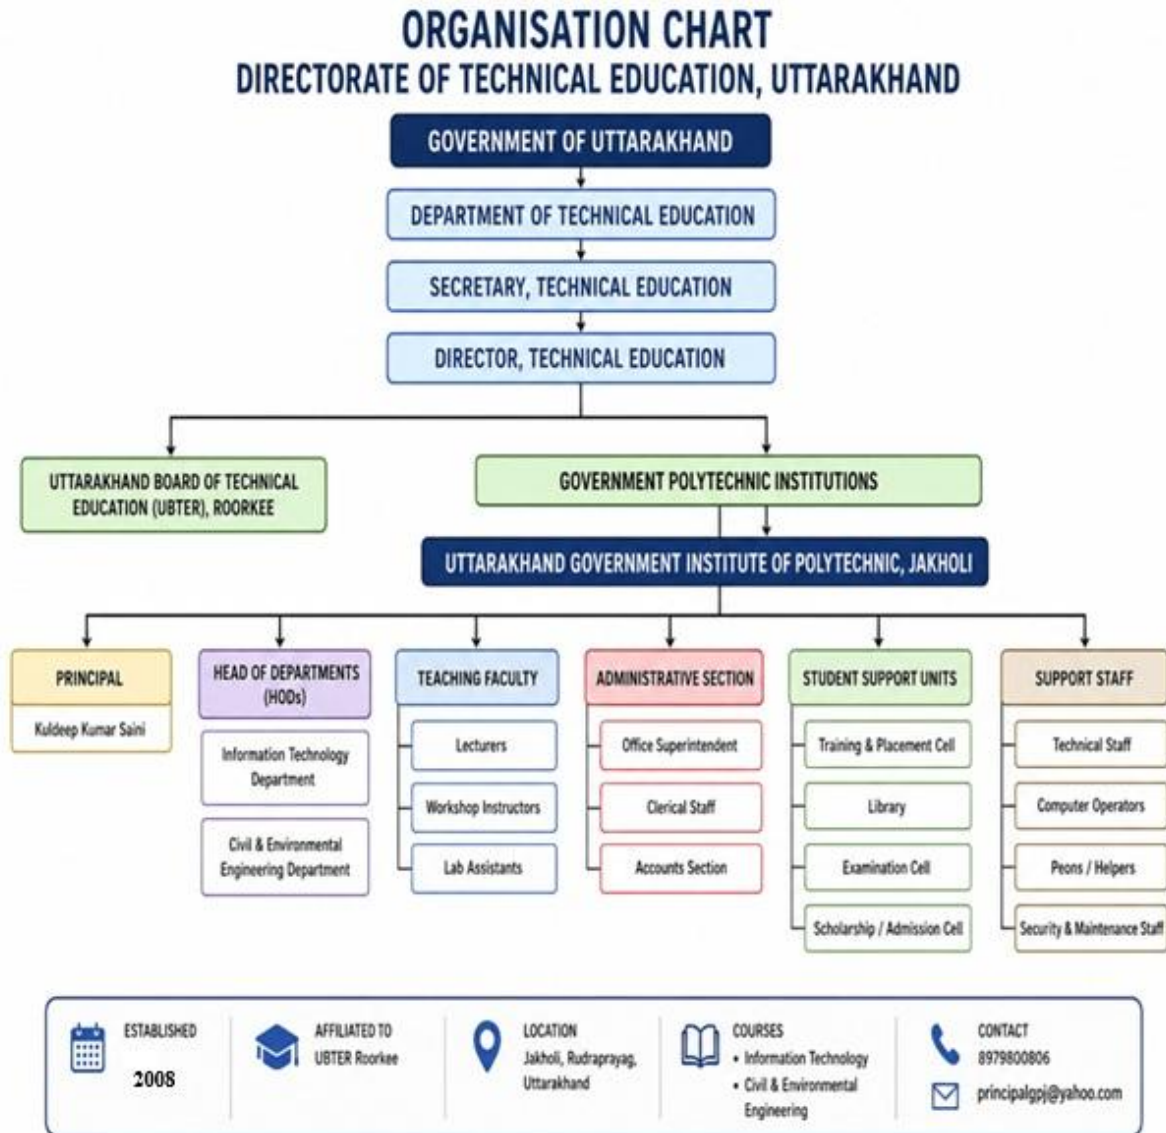 ORGANISATION CHART
DIRECTORATE OF TECHNICAL EDUCATION, UTTARAKHAND
GOVERNMENT OF UTTARAKHAND
DEPARTMENT OF TECHNICAL EDUCATION
SECRETARY, TECHNICAL EDUCATION
DIRECTOR, TECHNICAL EDUCATION
UTTARAKHAND BOARD OF TECHNICAL
EDUCATION (UBTER), ROORKEE
GOVERNMENT POLYTECHNIC INSTITUTIONS
UTTARAKHAND GOVERNMENT INSTITUTE OF POLYTECHNIC, JAKHOLI
PRINCIPAL
Kuldeep Kumar Saini
HEAD OF DEPARTMENTS
(HODs)
Information Technology
Department
Civil & Environmental
Engineering Department
TEACHING FACULTY
Lecturers
Workshop Instructors
Lab Assistants
ADMINISTRATIVE SECTION
Office Superintendent
Clerical Staff
Accounts Section
STUDENT SUPPORT UNITS
Training & Placement Cell
Library
Examination Cell
Scholarship / Admission Cell
SUPPORT STAFF
Technical Staff
Computer Operators
Peons / Helpers
Security & Maintenance Staff
ESTABLISHED
2008
AFFILIATED TO
UBTER Roorkee
LOCATION
Jakholi, Rudraprayag,
Uttarakhand
COURSES
• Information Technology
• Civil & Environmental
Engineering
CONTACT
8979800806
principalgpj@yahoo.com